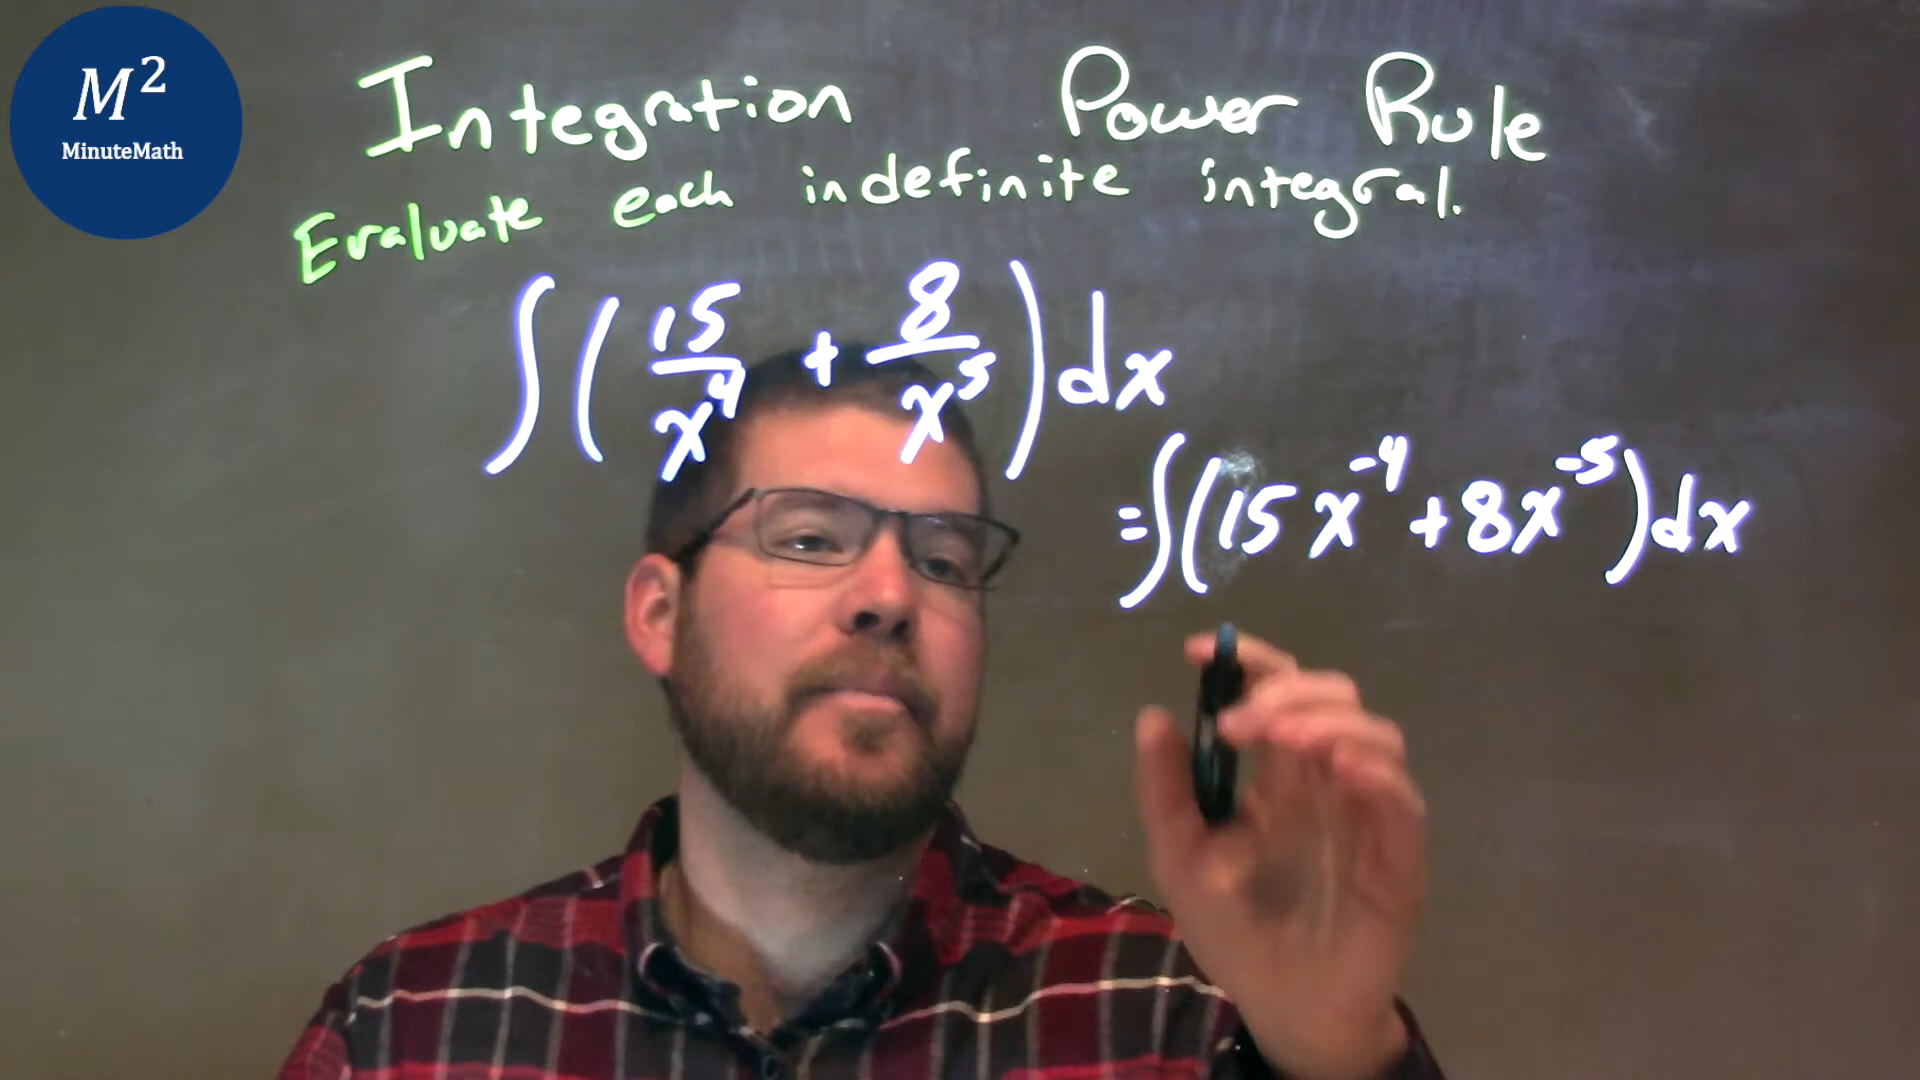 M²
MinuteMath
Integration Power Rule
Evaluate each indefinite integral.
∫(15/x⁴ + 8/x⁵)dx
=∫(15x⁻⁴+8x⁻⁵)dx